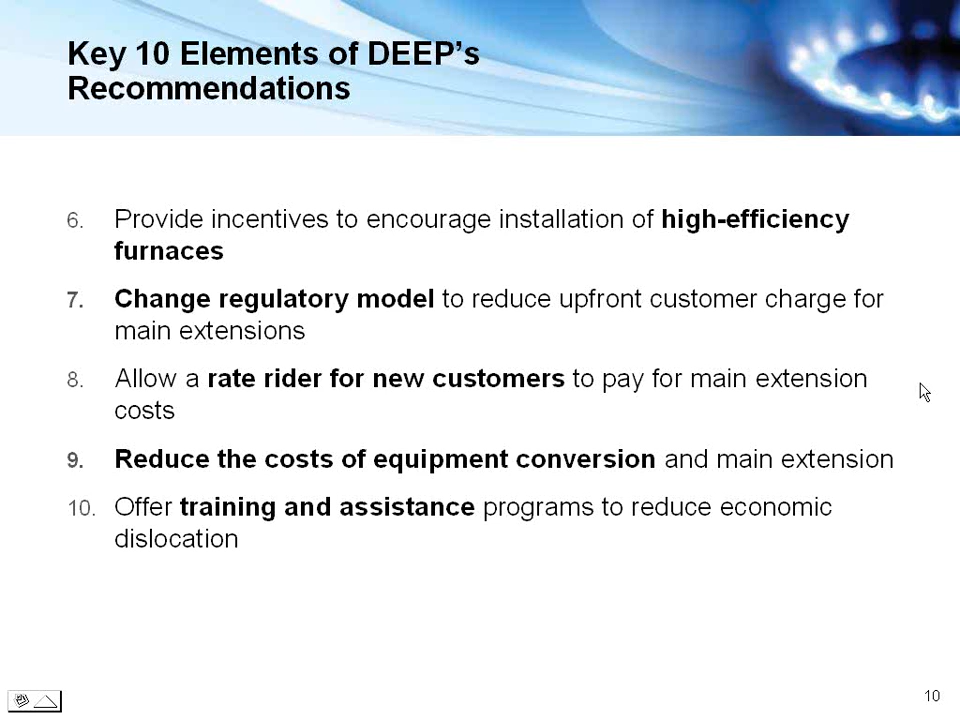 Key 10 Elements of DEEP's
Recommendations
6. Provide incentives to encourage installation of high-efficiency
furnaces
7. Change regulatory model to reduce upfront customer charge for
main extensions
8. Allow a rate rider for new customers to pay for main extension
costs
9. Reduce the costs of equipment conversion and main extension
10. Offer training and assistance programs to reduce economic
dislocation
10